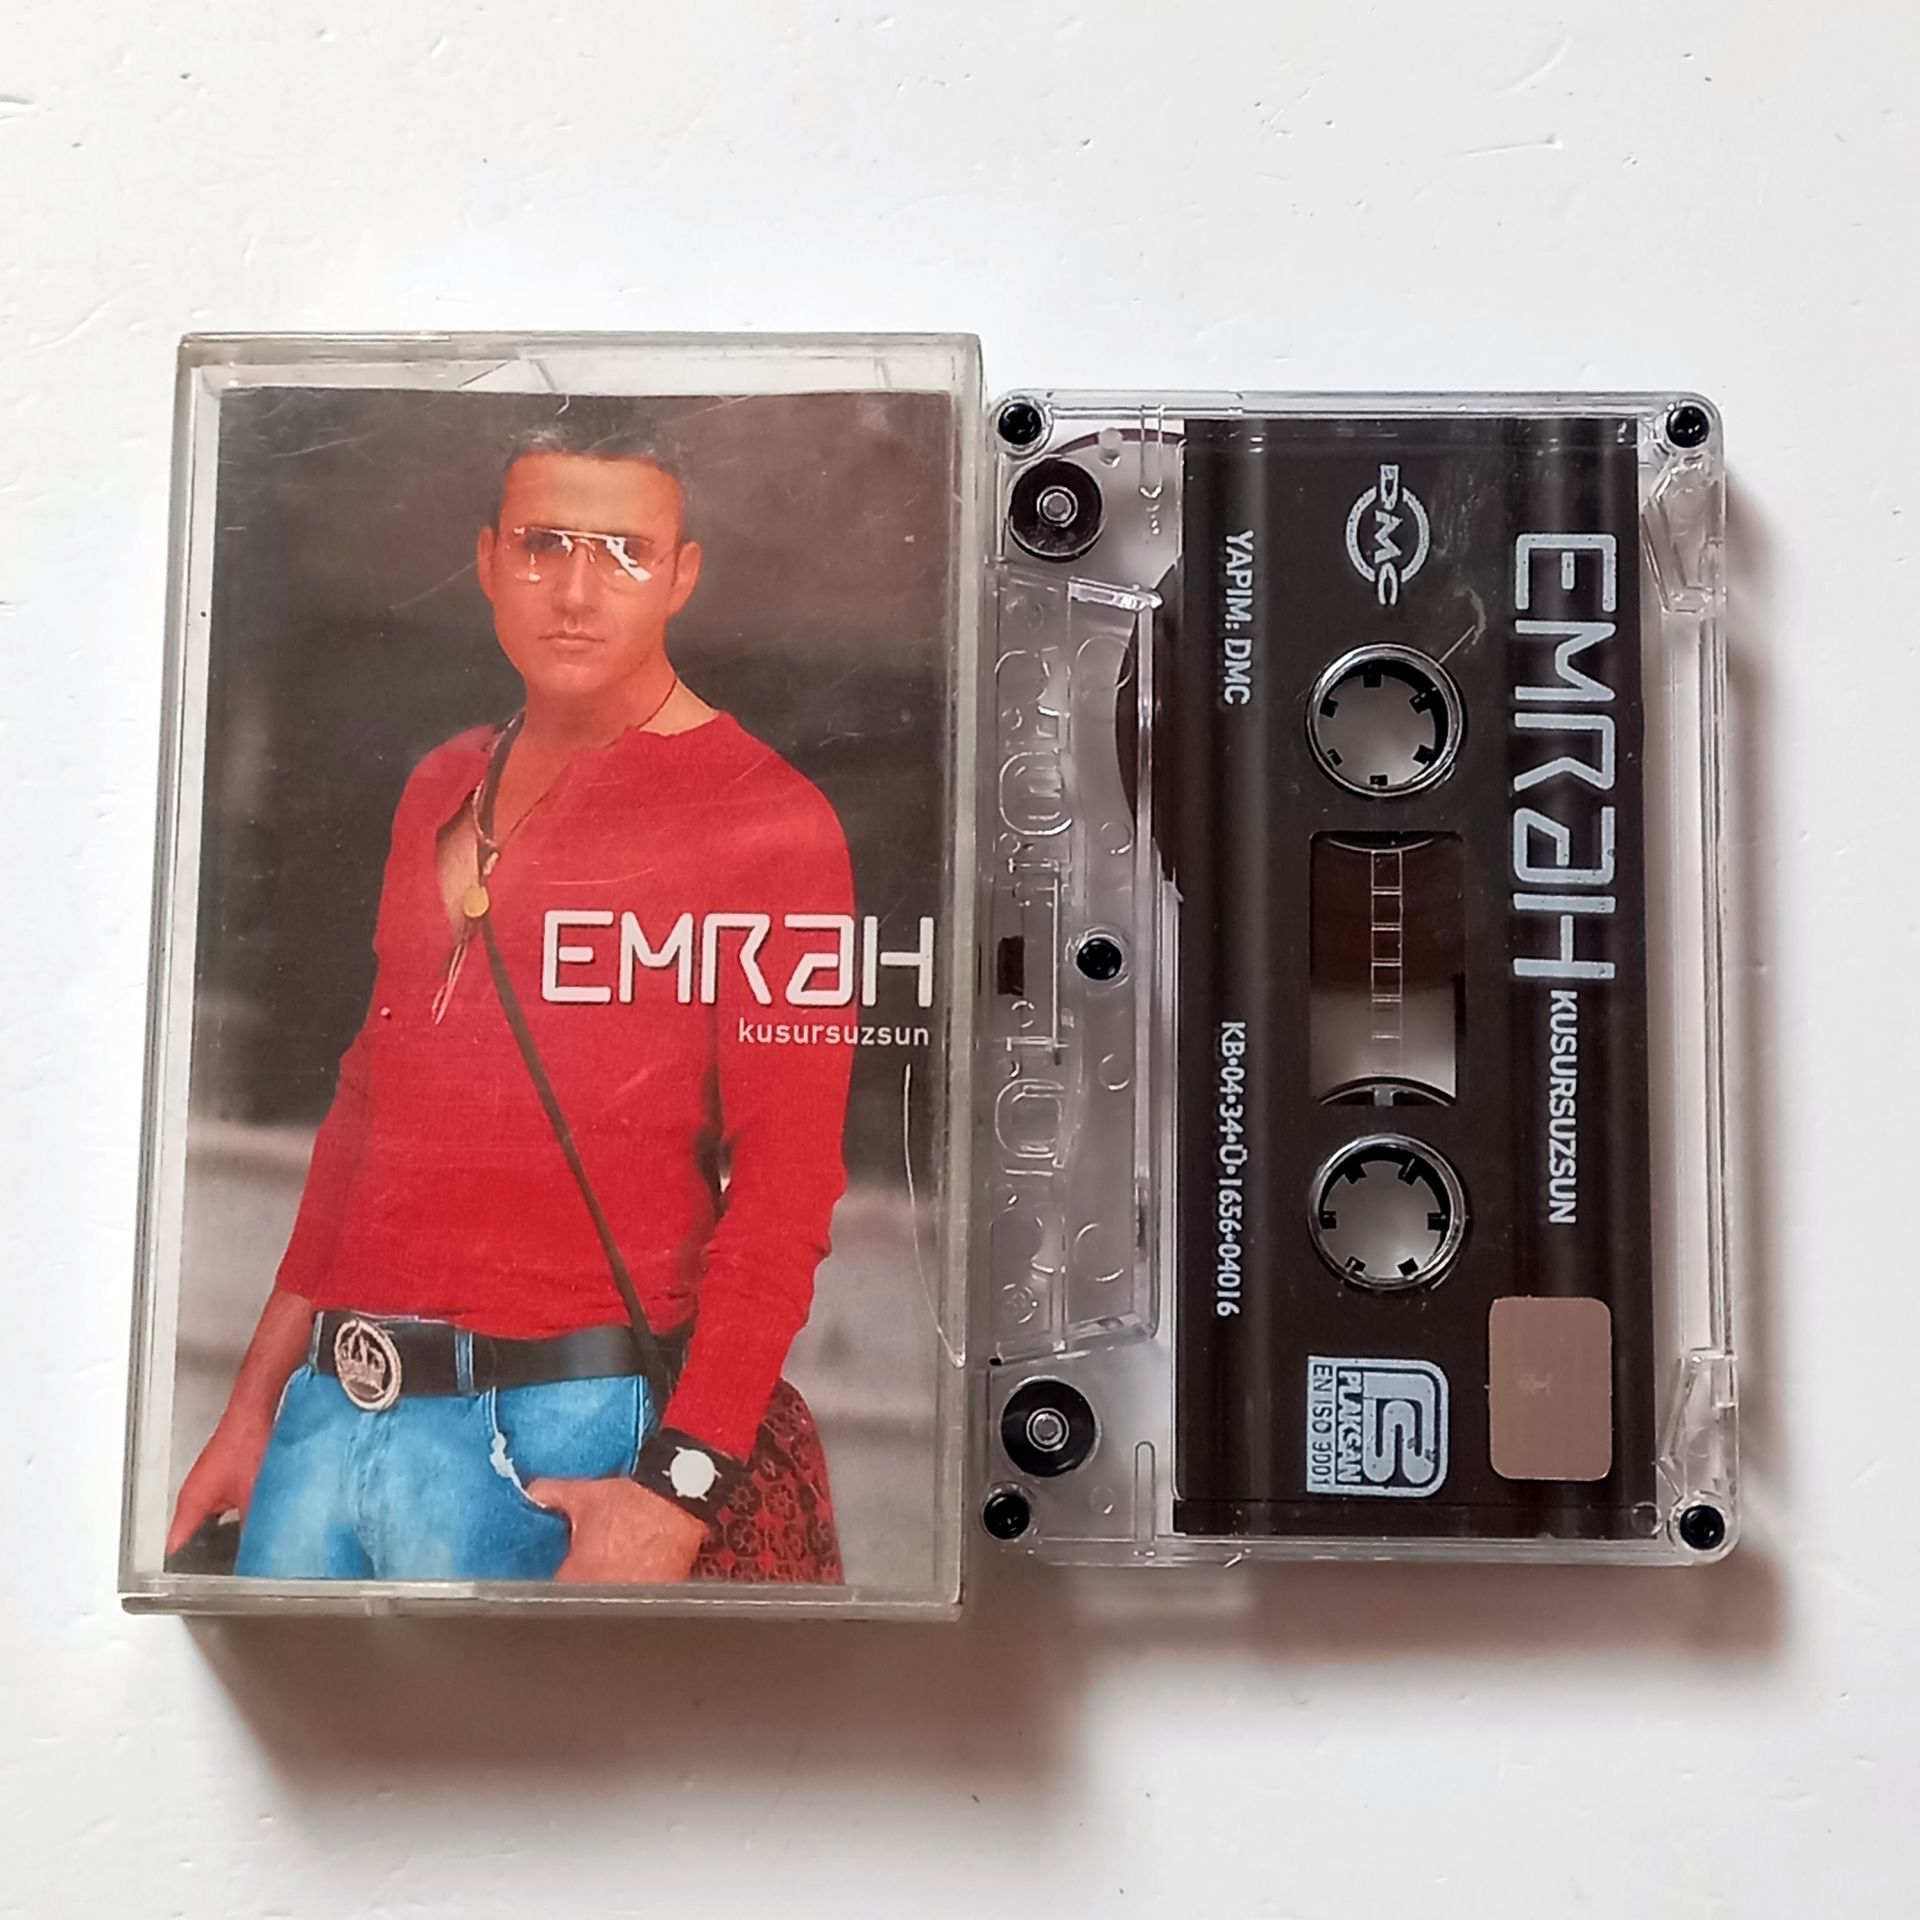 EMRaH
kusursuzsun
EMRaH KUSURSUZSUN
DMC
PLAKSAN
EN ISO 9001
YAPIM: DMC
KB•04•34•Ü•1656•04016